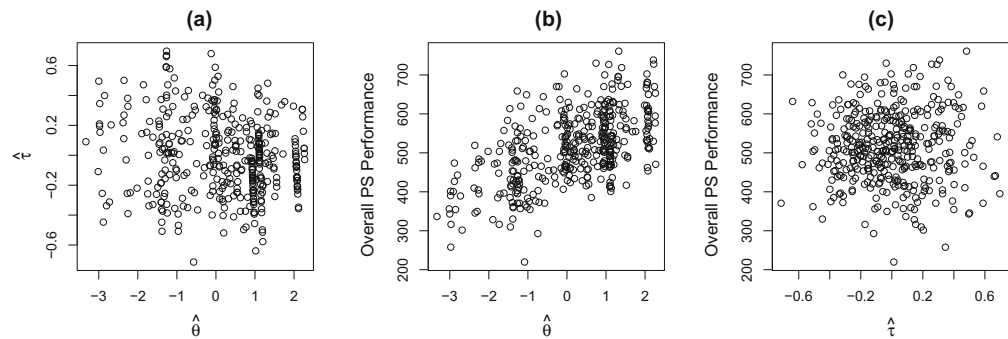 (a)
0.6
0.2
−0.2
−0.6
τ̂
−3 −2 −1 0 1 2
θ̂
(b)
700
600
500
400
300
200
Overall PS Performance
−3 −2 −1 0 1 2
θ̂
(c)
700
600
500
400
300
200
Overall PS Performance
−0.6 −0.2 0.2 0.6
τ̂